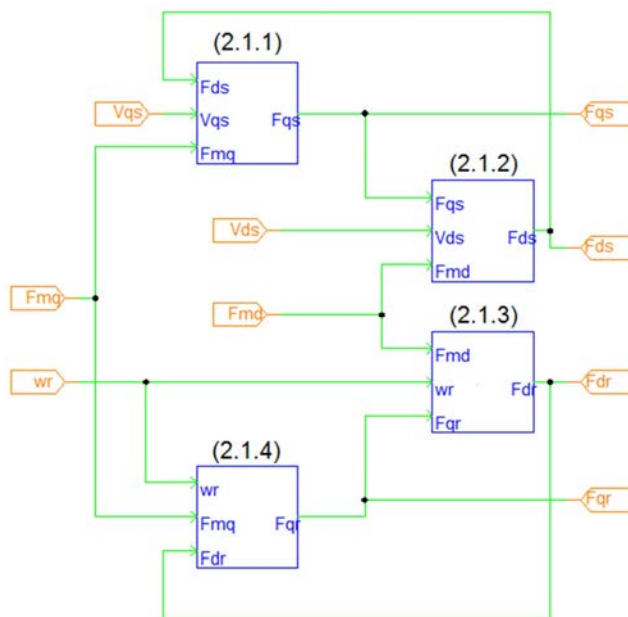 (2.1.1)
Fds
Vqs
Vqs
Fqs
Fqs
Fmq
(2.1.2)
Fqs
Vds
Vds
Fds
Fds
Fmd
Fmq
Fmd
(2.1.3)
Fmd
wr
wr
Fdr
Fdr
Fqr
(2.1.4)
wr
Fqr
Fmq
Fqr
Fdr